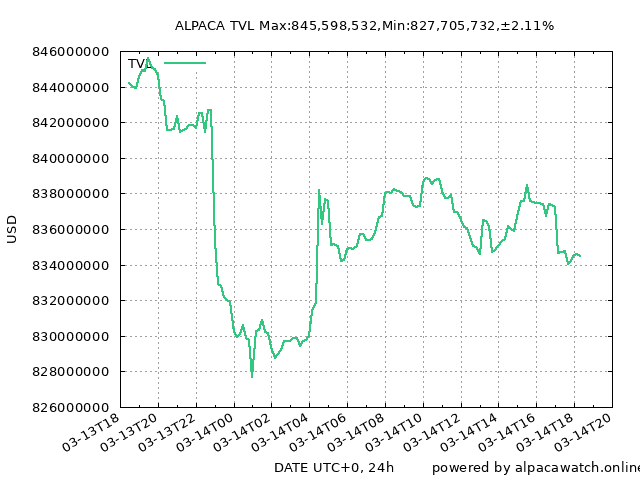 ALPACA TVL Max:845,598,532,Min:827,705,732,±2.11%
846000000
TVL
844000000
842000000
840000000
838000000
836000000
834000000
832000000
830000000
828000000
826000000
USD
03-13T18
03-13T20
03-13T22
03-14T00
03-14T02
03-14T04
03-14T06
03-14T08
03-14T10
03-14T12
03-14T14
03-14T16
03-14T18
03-14T20
DATE UTC+0, 24h
powered by alpacawatch.online